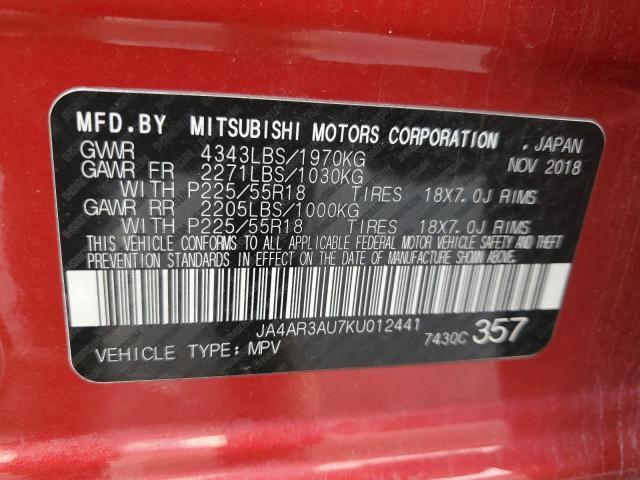 MFD.BY MITSUBISHI MOTORS CORPORATION . JAPAN
GVWR 4343LBS/1970KG NOV 2018
GAWR FR 2271LBS/1030KG
WITH P225/55R18 TIRES 18X7.0J RIMS
GAWR RR 2205LBS/1000KG
WITH P225/55R18 TIRES 18X7.0J RIMS
THIS VEHICLE CONFORMS TO ALL APPLICABLE FEDERAL MOTOR VEHICLE SAFETY AND THEFT
PREVENTION STANDARDS IN EFFECT ON THE DATE OF MANUFACTURE SHOWN ABOVE.
JA4AR3AU7KU012441
7430C 357
VEHICLE TYPE: MPV